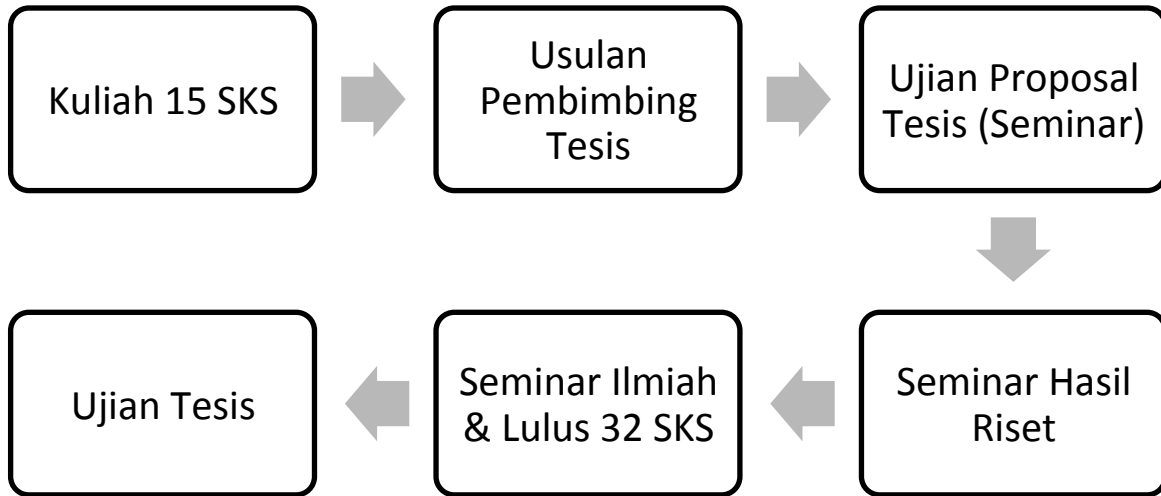 Kuliah 15 SKS
Usulan
Pembimbing
Tesis
Ujian Proposal
Tesis (Seminar)
Seminar Hasil
Riset
Seminar Ilmiah
& Lulus 32 SKS
Ujian Tesis